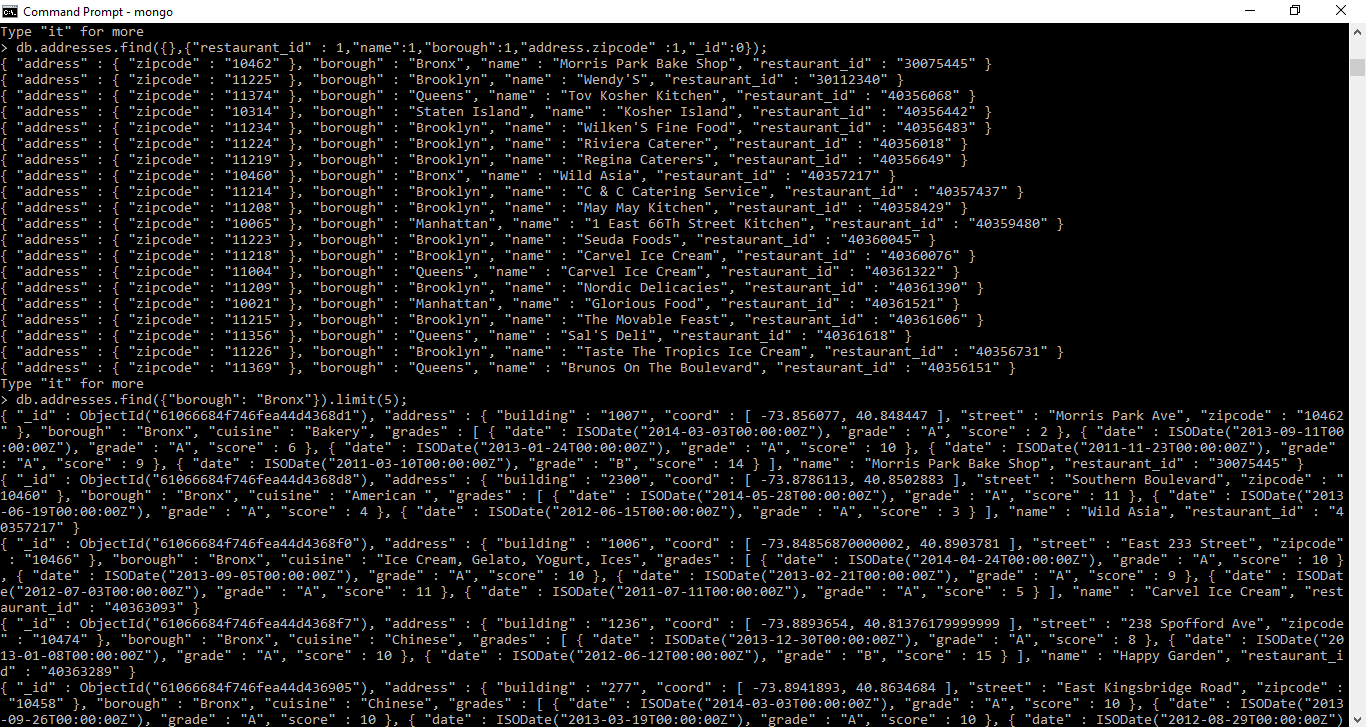 Command Prompt - mongo
Type "it" for more
> db.addresses.find({},{"restaurant_id" : 1,"name":1,"borough":1,"address.zipcode" :1,"_id":0});
{ "address" : { "zipcode" : "10462" }, "borough" : "Bronx", "name" : "Morris Park Bake Shop", "restaurant_id" : "30075445" }
{ "address" : { "zipcode" : "11225" }, "borough" : "Brooklyn", "name" : "Wendy'S", "restaurant_id" : "30112340" }
{ "address" : { "zipcode" : "11374" }, "borough" : "Queens", "name" : "Tov Kosher Kitchen", "restaurant_id" : "40356068" }
{ "address" : { "zipcode" : "10314" }, "borough" : "Staten Island", "name" : "Kosher Island", "restaurant_id" : "40356442" }
{ "address" : { "zipcode" : "11234" }, "borough" : "Brooklyn", "name" : "Wilken'S Fine Food", "restaurant_id" : "40356483" }
{ "address" : { "zipcode" : "11224" }, "borough" : "Brooklyn", "name" : "Riviera Caterer", "restaurant_id" : "40356018" }
{ "address" : { "zipcode" : "11219" }, "borough" : "Brooklyn", "name" : "Regina Caterers", "restaurant_id" : "40356649" }
{ "address" : { "zipcode" : "10460" }, "borough" : "Bronx", "name" : "Wild Asia", "restaurant_id" : "40357217" }
{ "address" : { "zipcode" : "11214" }, "borough" : "Brooklyn", "name" : "C & C Catering Service", "restaurant_id" : "40357437" }
{ "address" : { "zipcode" : "11208" }, "borough" : "Brooklyn", "name" : "May May Kitchen", "restaurant_id" : "40358429" }
{ "address" : { "zipcode" : "10065" }, "borough" : "Manhattan", "name" : "1 East 66Th Street Kitchen", "restaurant_id" : "40359480" }
{ "address" : { "zipcode" : "11223" }, "borough" : "Brooklyn", "name" : "Seuda Foods", "restaurant_id" : "40360045" }
{ "address" : { "zipcode" : "11218" }, "borough" : "Brooklyn", "name" : "Carvel Ice Cream", "restaurant_id" : "40360076" }
{ "address" : { "zipcode" : "11004" }, "borough" : "Queens", "name" : "Carvel Ice Cream", "restaurant_id" : "40361322" }
{ "address" : { "zipcode" : "11209" }, "borough" : "Brooklyn", "name" : "Nordic Delicacies", "restaurant_id" : "40361390" }
{ "address" : { "zipcode" : "10021" }, "borough" : "Manhattan", "name" : "Glorious Food", "restaurant_id" : "40361521" }
{ "address" : { "zipcode" : "11215" }, "borough" : "Brooklyn", "name" : "The Movable Feast", "restaurant_id" : "40361606" }
{ "address" : { "zipcode" : "11356" }, "borough" : "Queens", "name" : "Sal'S Deli", "restaurant_id" : "40361618" }
{ "address" : { "zipcode" : "11226" }, "borough" : "Brooklyn", "name" : "Taste The Tropics Ice Cream", "restaurant_id" : "40356731" }
{ "address" : { "zipcode" : "11369" }, "borough" : "Queens", "name" : "Brunos On The Boulevard", "restaurant_id" : "40356151" }
Type "it" for more
> db.addresses.find({"borough": "Bronx"}).limit(5);
{ "_id" : ObjectId("61066684f746fea44d4368d1"), "address" : { "building" : "1007", "coord" : [ -73.856077, 40.848447 ], "street" : "Morris Park Ave", "zipcode" : "10462
" }, "borough" : "Bronx", "cuisine" : "Bakery", "grades" : [ { "date" : ISODate("2014-03-03T00:00:00Z"), "grade" : "A", "score" : 2 }, { "date" : ISODate("2013-09-11T00
:00:00Z"), "grade" : "A", "score" : 6 }, { "date" : ISODate("2013-01-24T00:00:00Z"), "grade" : "A", "score" : 10 }, { "date" : ISODate("2011-11-23T00:00:00Z"), "grade"
: "A", "score" : 9 }, { "date" : ISODate("2011-03-10T00:00:00Z"), "grade" : "B", "score" : 14 } ], "name" : "Morris Park Bake Shop", "restaurant_id" : "30075445" }
{ "_id" : ObjectId("61066684f746fea44d4368d8"), "address" : { "building" : "2300", "coord" : [ -73.8786113, 40.8502883 ], "street" : "Southern Boulevard", "zipcode" : "
10460" }, "borough" : "Bronx", "cuisine" : "American ", "grades" : [ { "date" : ISODate("2014-05-28T00:00:00Z"), "grade" : "A", "score" : 11 }, { "date" : ISODate("2013
-06-19T00:00:00Z"), "grade" : "A", "score" : 4 }, { "date" : ISODate("2012-06-15T00:00:00Z"), "grade" : "A", "score" : 3 } ], "name" : "Wild Asia", "restaurant_id" : "4
0357217" }
{ "_id" : ObjectId("61066684f746fea44d4368f0"), "address" : { "building" : "1006", "coord" : [ -73.84856870000002, 40.8903781 ], "street" : "East 233 Street", "zipcode"
 : "10466" }, "borough" : "Bronx", "cuisine" : "Ice Cream, Gelato, Yogurt, Ices", "grades" : [ { "date" : ISODate("2014-04-24T00:00:00Z"), "grade" : "A", "score" : 10 }
, { "date" : ISODate("2013-09-05T00:00:00Z"), "grade" : "A", "score" : 10 }, { "date" : ISODate("2013-02-21T00:00:00Z"), "grade" : "A", "score" : 9 }, { "date" : ISODat
e("2012-07-03T00:00:00Z"), "grade" : "A", "score" : 11 }, { "date" : ISODate("2011-07-11T00:00:00Z"), "grade" : "A", "score" : 5 } ], "name" : "Carvel Ice Cream", "rest
aurant_id" : "40363093" }
{ "_id" : ObjectId("61066684f746fea44d4368f7"), "address" : { "building" : "1236", "coord" : [ -73.8893654, 40.81376179999999 ], "street" : "238 Spofford Ave", "zipcode
" : "10474" }, "borough" : "Bronx", "cuisine" : "Chinese", "grades" : [ { "date" : ISODate("2013-12-30T00:00:00Z"), "grade" : "A", "score" : 8 }, { "date" : ISODate("20
13-01-08T00:00:00Z"), "grade" : "A", "score" : 10 }, { "date" : ISODate("2012-06-12T00:00:00Z"), "grade" : "B", "score" : 15 } ], "name" : "Happy Garden", "restaurant_i
d" : "40363289" }
{ "_id" : ObjectId("61066684f746fea44d436905"), "address" : { "building" : "277", "coord" : [ -73.8941893, 40.8634684 ], "street" : "East Kingsbridge Road", "zipcode" :
 "10458" }, "borough" : "Bronx", "cuisine" : "Chinese", "grades" : [ { "date" : ISODate("2014-03-03T00:00:00Z"), "grade" : "A", "score" : 10 }, { "date" : ISODate("2013
-09-26T00:00:00Z"), "grade" : "A", "score" : 10 }, { "date" : ISODate("2013-03-19T00:00:00Z"), "grade" : "A", "score" : 10 }, { "date" : ISODate("2012-08-29T00:00:00Z")